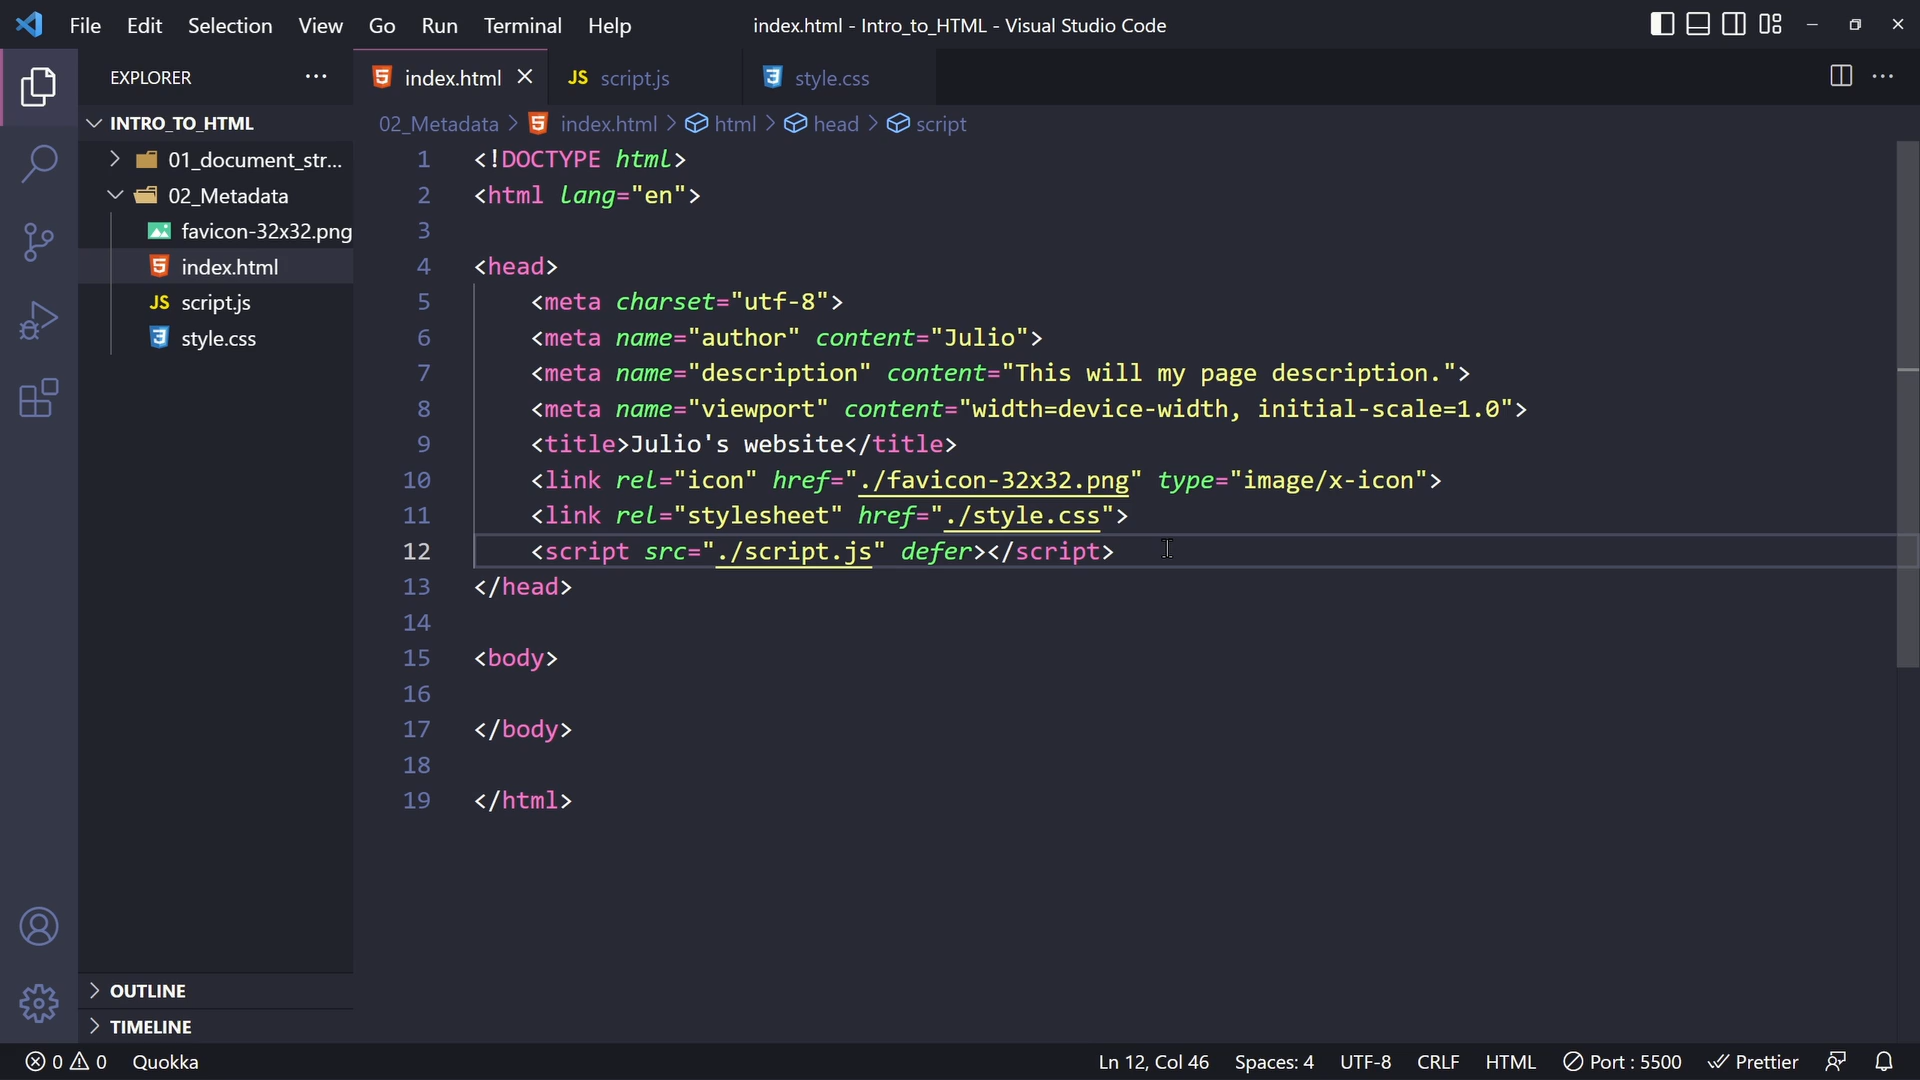 File Edit Selection View Go Run Terminal Help index.html - Intro_to_HTML - Visual Studio Code
EXPLORER ···
index.html JS script.js style.css
INTRO_TO_HTML
01_document_str...
02_Metadata
favicon-32x32.png
index.html
JS script.js
style.css
02_Metadata > index.html > html > head > script
1 <!DOCTYPE html>
2 <html lang="en">
3
4 <head>
5 <meta charset="utf-8">
6 <meta name="author" content="Julio">
7 <meta name="description" content="This will my page description.">
8 <meta name="viewport" content="width=device-width, initial-scale=1.0">
9 <title>Julio's website</title>
10 <link rel="icon" href="./favicon-32x32.png" type="image/x-icon">
11 <link rel="stylesheet" href="./style.css">
12 <script src="./script.js" defer></script>
13 </head>
14
15 <body>
16
17 </body>
18
19 </html>
OUTLINE
TIMELINE
0 0 Quokka Ln 12, Col 46 Spaces: 4 UTF-8 CRLF HTML Port : 5500 Prettier